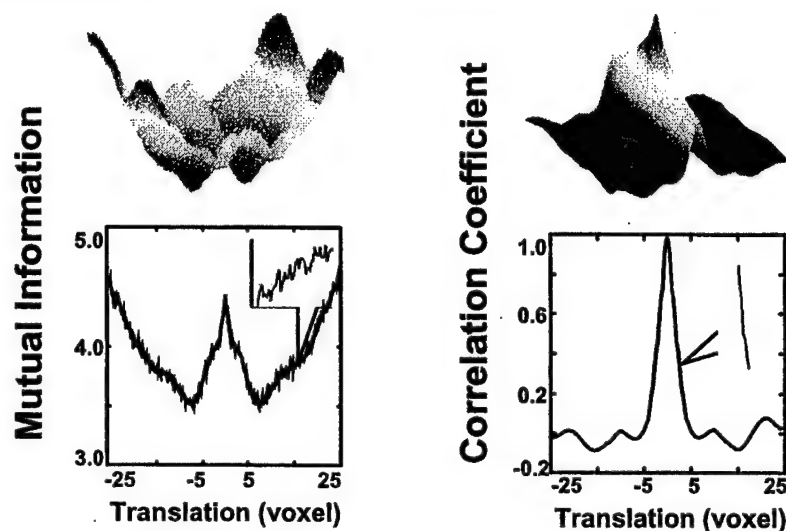 Mutual Information
5.0
4.0
3.0
-25 -5 5 25
Translation (voxel)
Correlation Coefficient
1.0
0.6
0.2
-0.2
-25 -5 5 25
Translation (voxel)